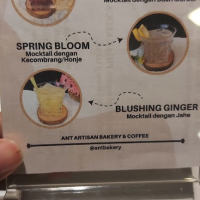 Mocktail dengan
SPRING BLOOM
Mocktail dengan
Kecombrang/Honje
BLUSHING GINGER
Mocktail dengan Jahe
ANT ARTISAN BAKERY & COFFEE
@antbakery